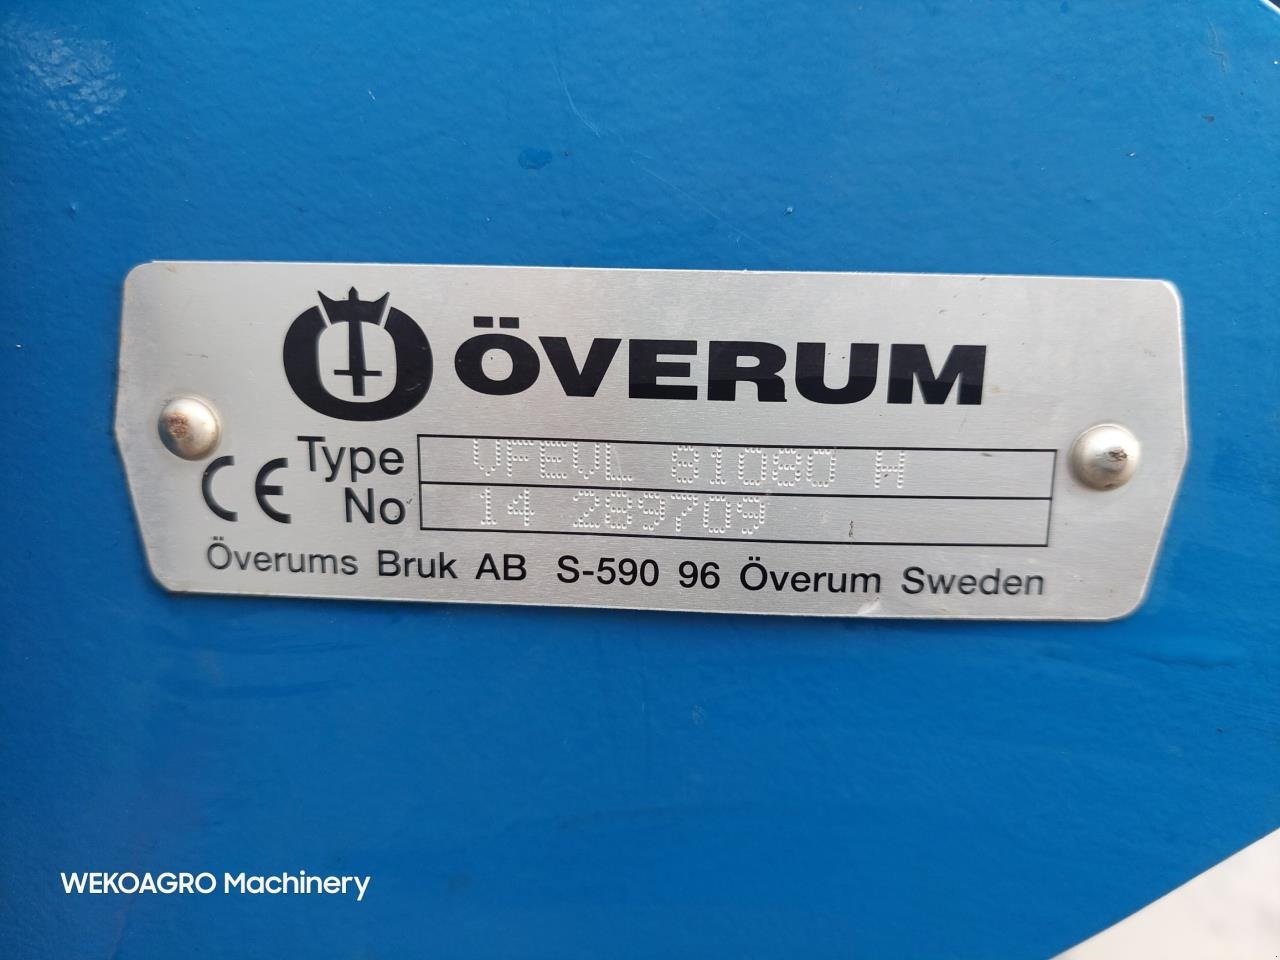 ÖVERUM
Type VFEVL 81080 H
CE No 14 289709
Överums Bruk AB S-590 96 Överum Sweden
WEKOAGRO Machinery